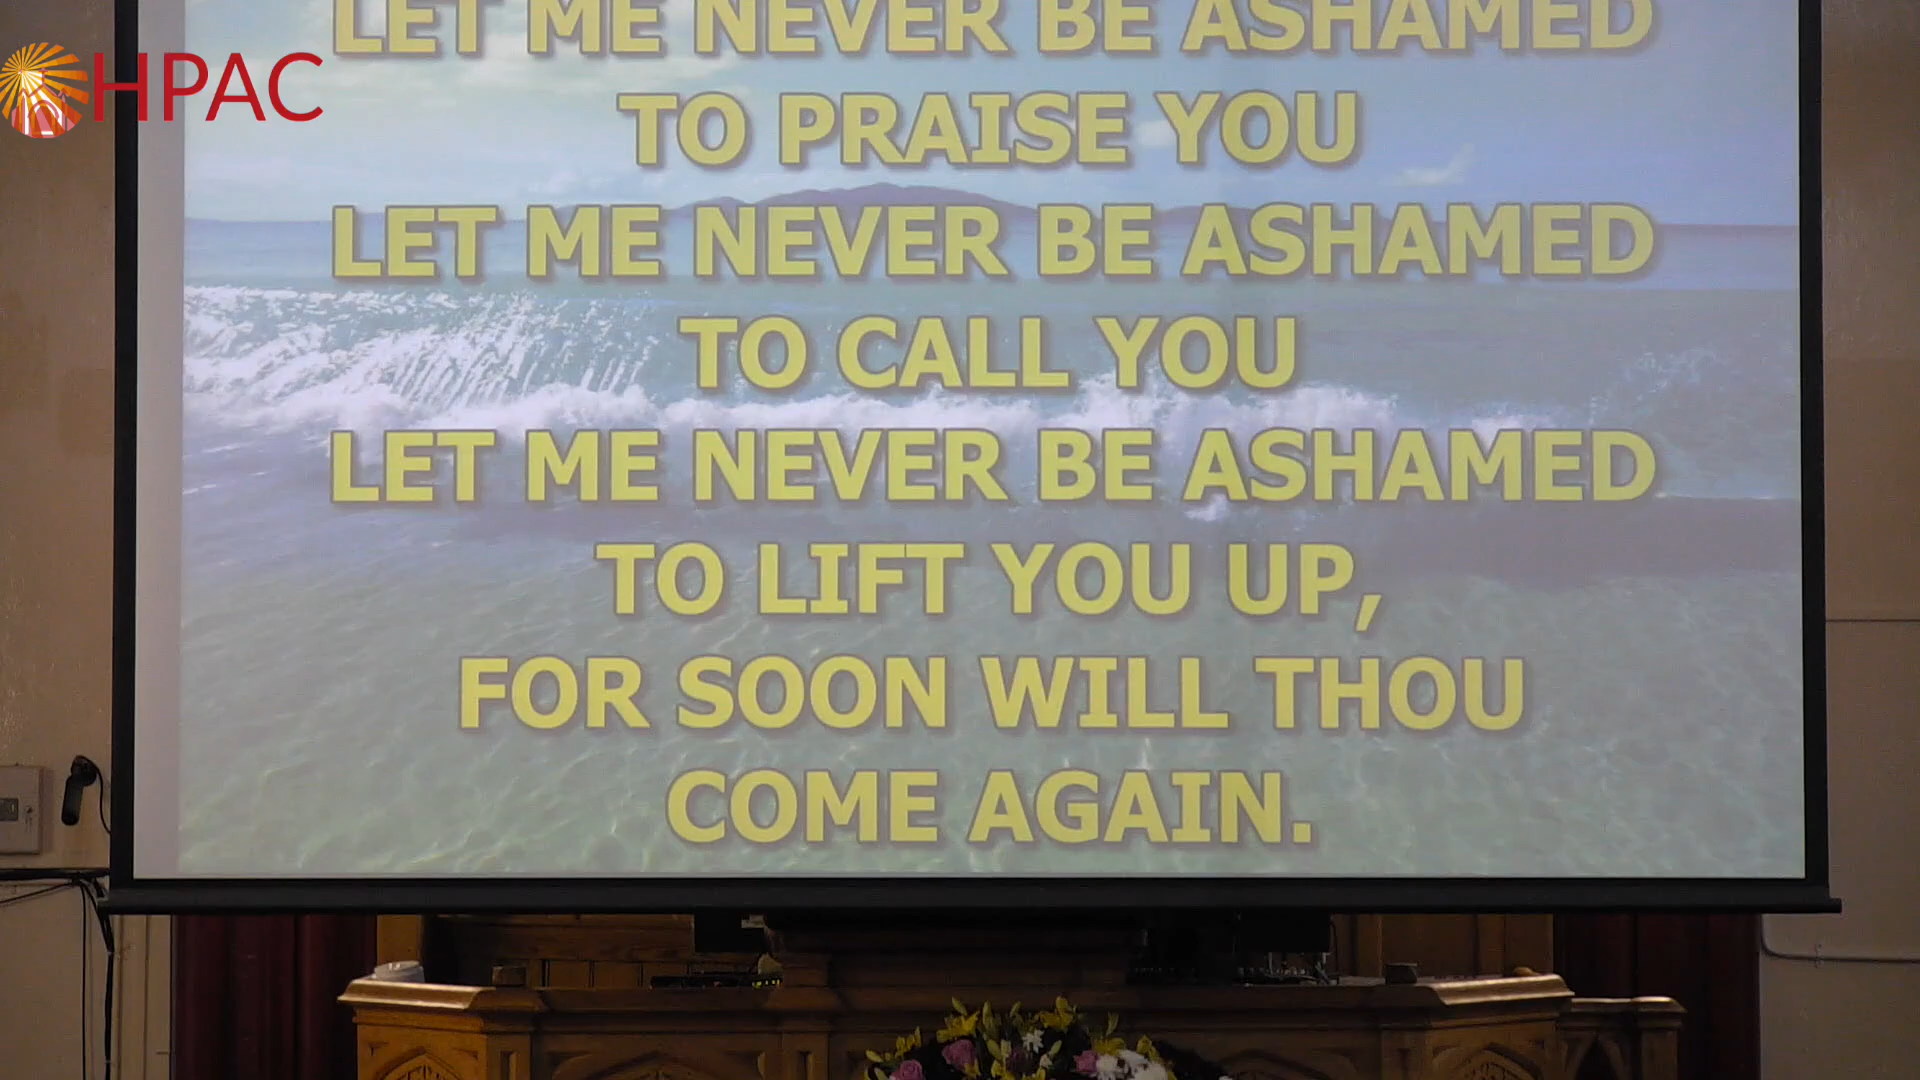 LET ME NEVER BE ASHAMED
HPAC
TO PRAISE YOU
LET ME NEVER BE ASHAMED
TO CALL YOU
LET ME NEVER BE ASHAMED
TO LIFT YOU UP,
FOR SOON WILL THOU
COME AGAIN.